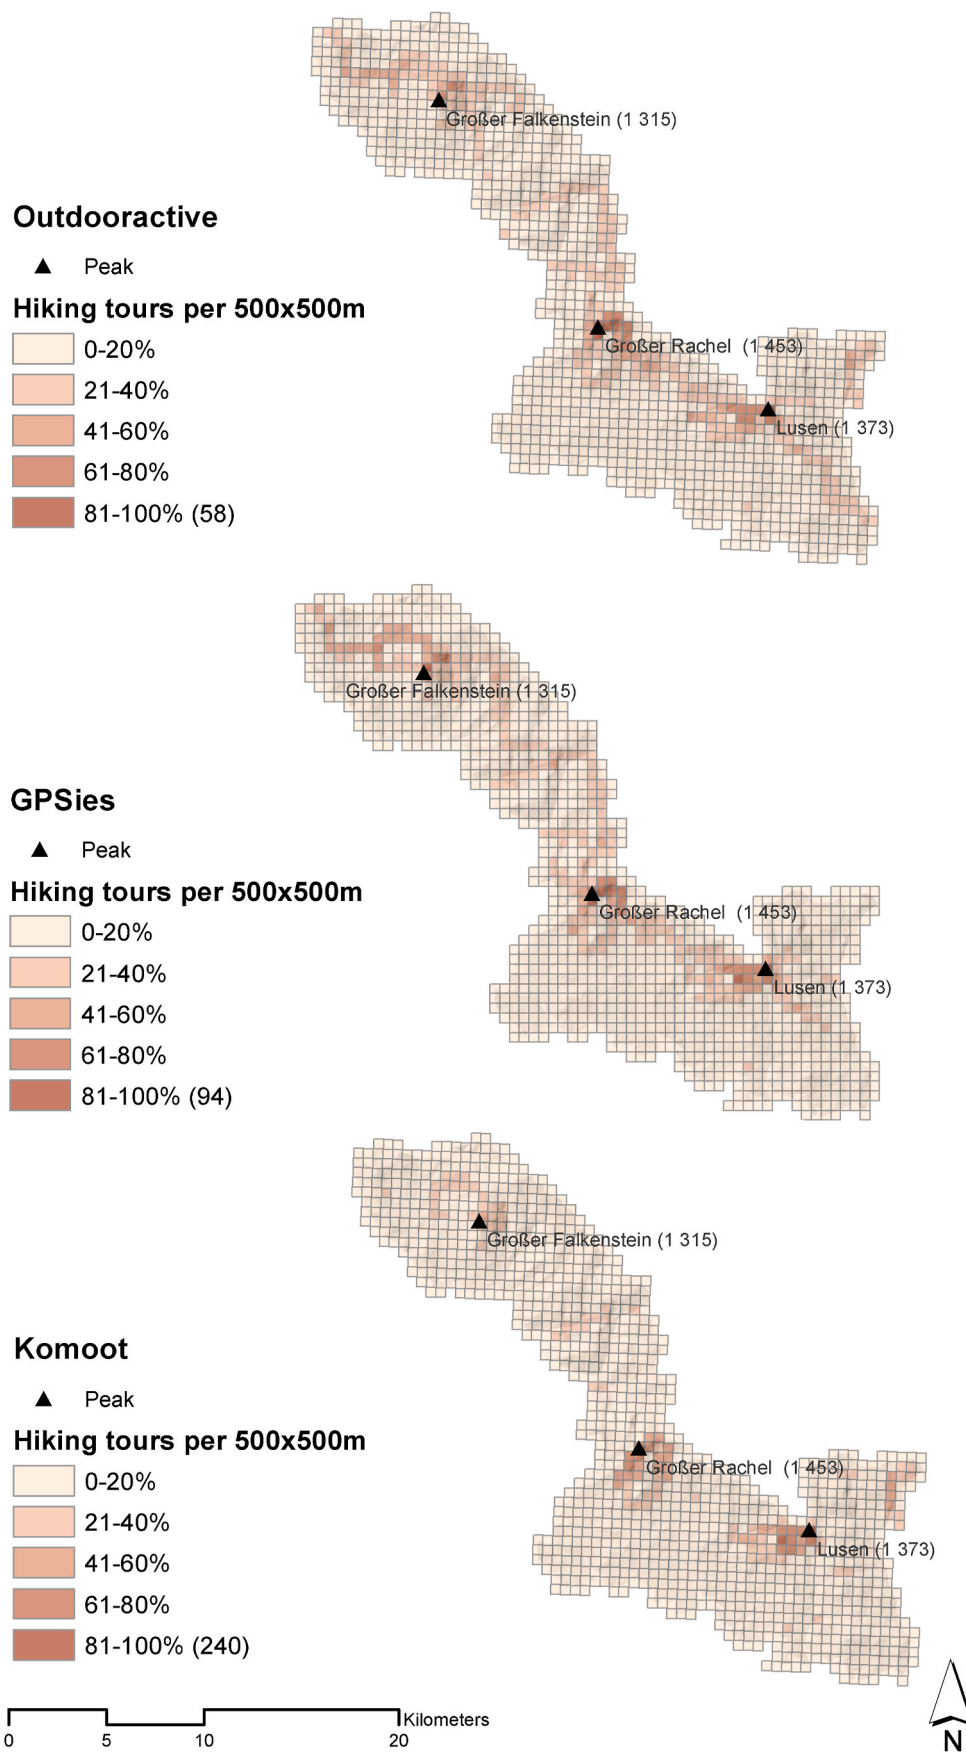 Großer Falkenstein (1 315)
Outdooractive
Peak
Hiking tours per 500x500m
Großer Rachel (1 453)
0-20%
21-40%
Lusen (1 373)
41-60%
61-80%
81-100% (58)
Großer Falkenstein (1 315)
GPSies
Peak
Hiking tours per 500x500m
Großer Rachel (1 453)
0-20%
21-40%
Lusen (1 373)
41-60%
61-80%
81-100% (94)
Großer Falkenstein (1 315)
Komoot
Peak
Hiking tours per 500x500m
Großer Rachel (1 453)
0-20%
21-40%
Lusen (1 373)
41-60%
61-80%
81-100% (240)
Kilometers
0 5 10 20
N